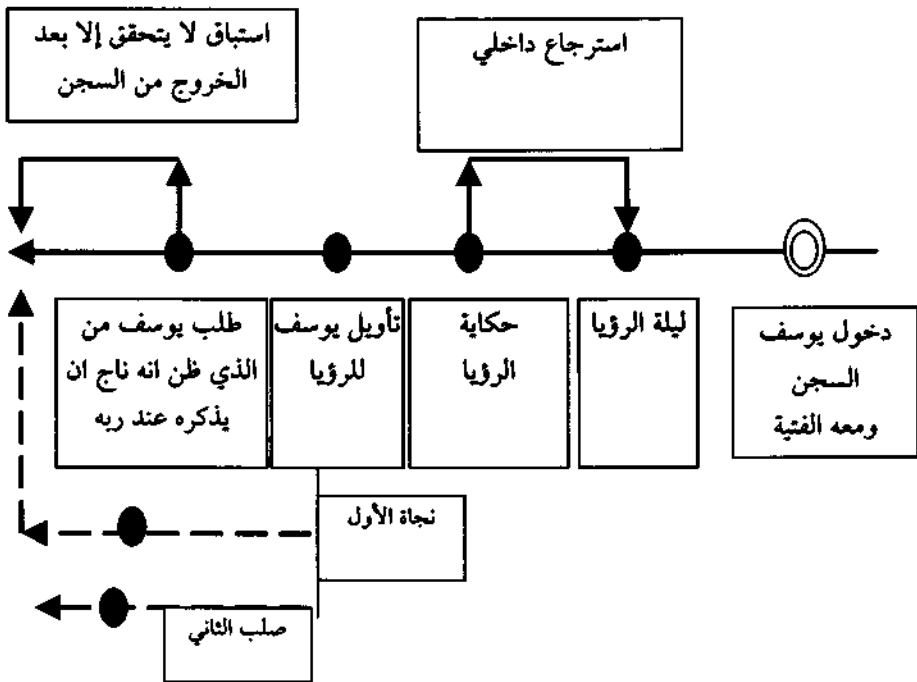 استباق لا يتحقق إلا بعد
الخروج من السجن
استرجاع داخلي
دخول يوسف
السجن
ومعه الفتية
ليلة الرؤيا
حكاية
الرؤيا
تأويل يوسف
للرؤيا
طلب يوسف من
الذي ظن انه ناج ان
يذكره عند ربه
نجاة الأول
صلب الثاني